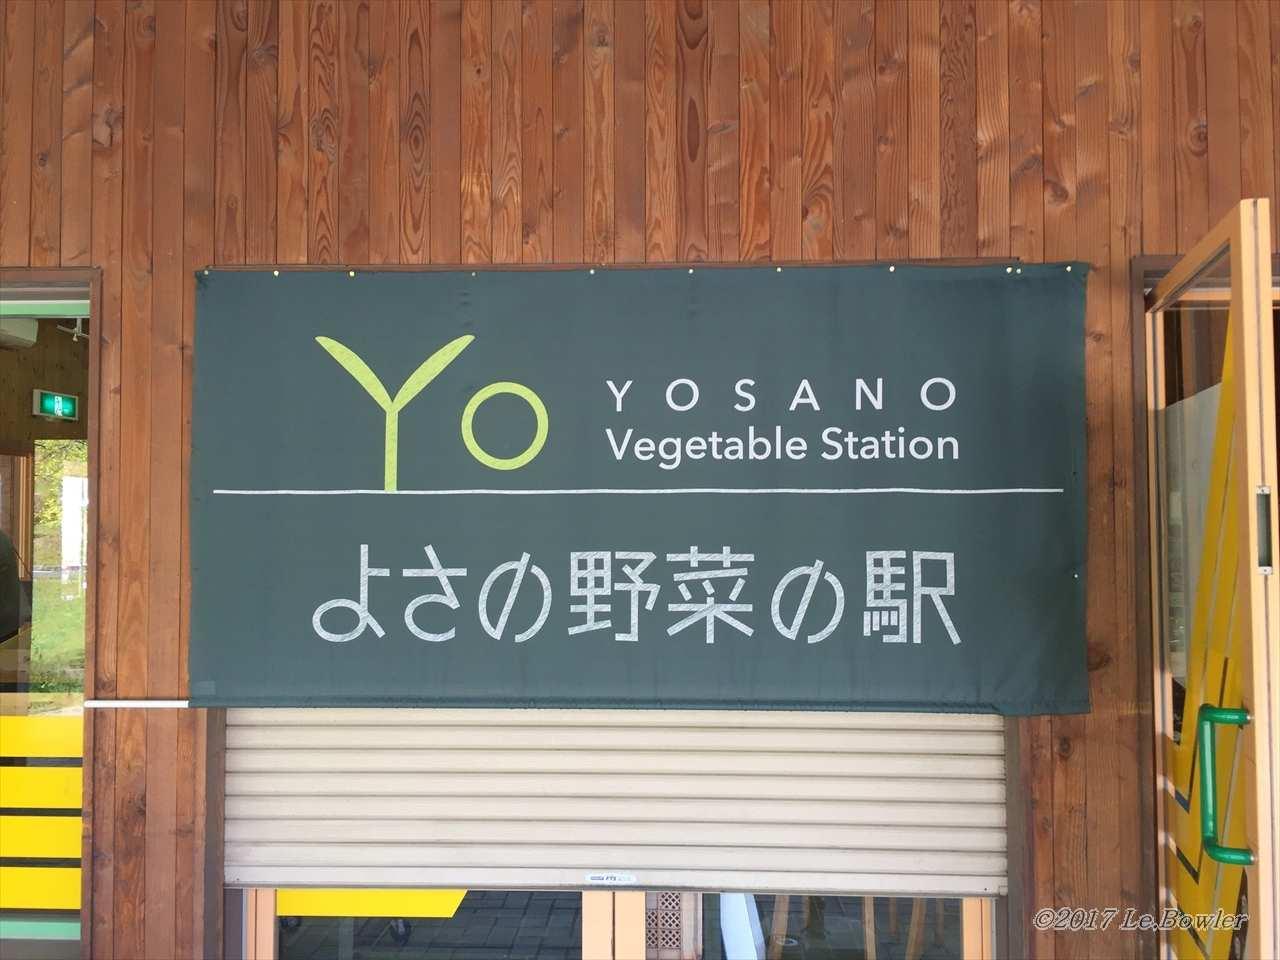 Yo
YOSANO
Vegetable Station
よさの野菜の駅
©2017 Le.Bowler